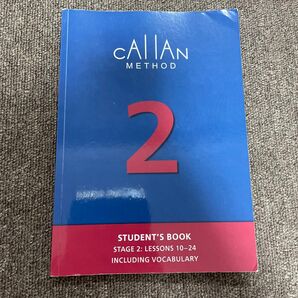 cAllAN
METHOD
2
STUDENT'S BOOK
STAGE 2: LESSONS 10–24
INCLUDING VOCABULARY